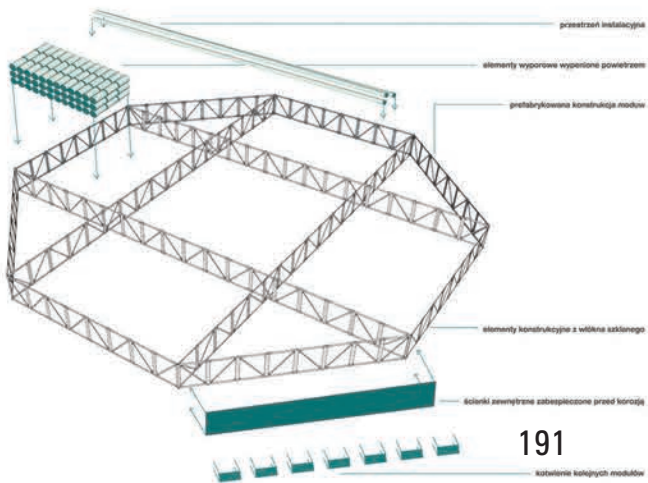 przestrzeń instalacyjna
elementy wyporowe wypełnione powietrzem
prefabrykowana konstrukcja moduw
elementy konstrukcyjne z włókna szklanego
ścianki zewnętrzne zabezpieczone przed korozją
191
kotwienie kolejnych modułów